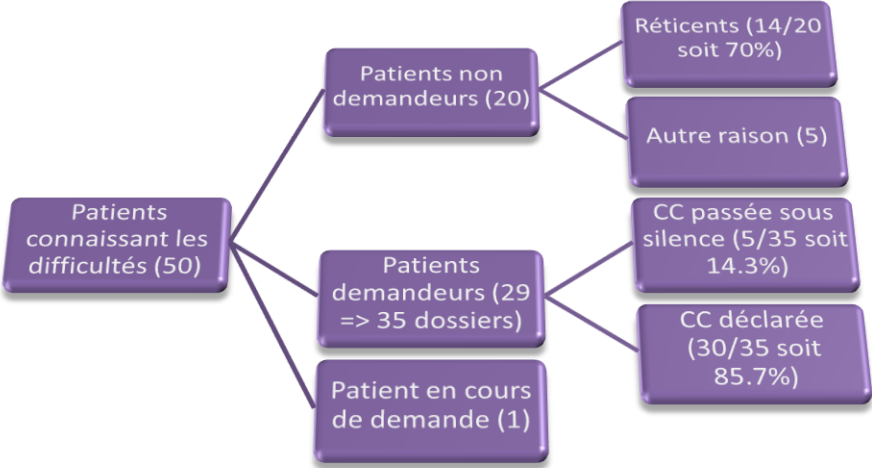 Patients
connaissant les
difficultés (50)
Patients non
demandeurs (20)
Réticents (14/20
soit 70%)
Autre raison (5)
Patients
demandeurs (29
=> 35 dossiers)
CC passée sous
silence (5/35 soit
14.3%)
CC déclarée
(30/35 soit
85.7%)
Patient en cours
de demande (1)